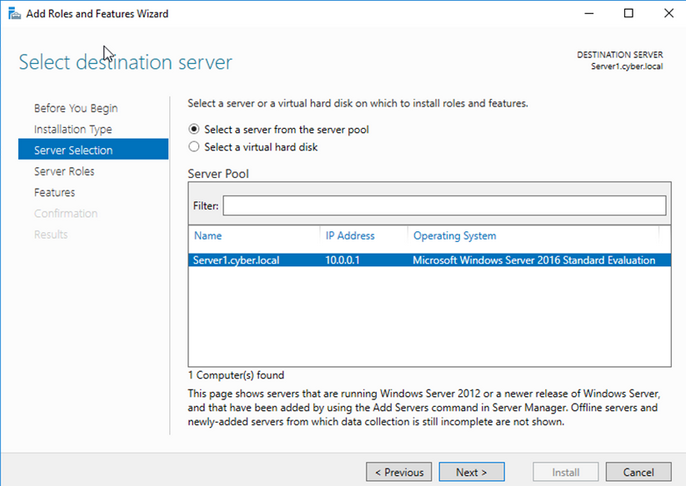 Add Roles and Features Wizard
Select destination server
DESTINATION SERVER
Server1.cyber.local
Before You Begin
Installation Type
Server Selection
Server Roles
Features
Confirmation
Results
Select a server or a virtual hard disk on which to install roles and features.
Select a server from the server pool
Select a virtual hard disk
Server Pool
Filter:
Name IP Address Operating System
Server1.cyber.local 10.0.0.1 Microsoft Windows Server 2016 Standard Evaluation
1 Computer(s) found
This page shows servers that are running Windows Server 2012 or a newer release of Windows Server,
and that have been added by using the Add Servers command in Server Manager. Offline servers and
newly-added servers from which data collection is still incomplete are not shown.
< Previous Next > Install Cancel